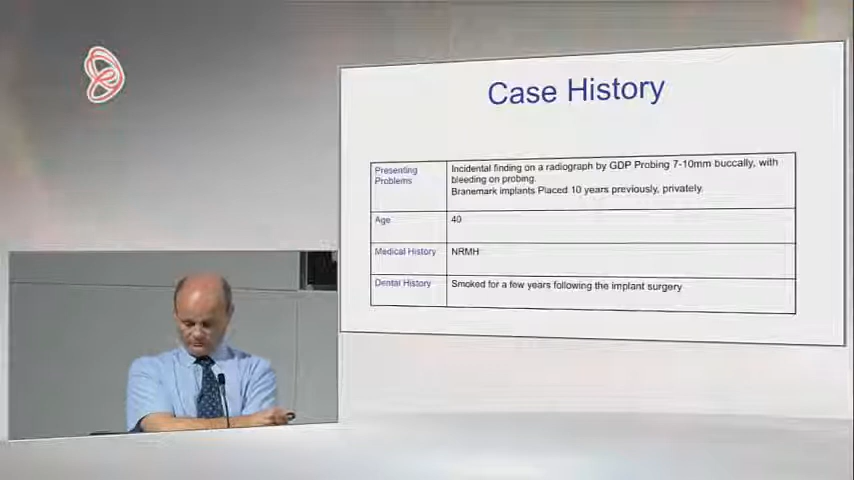 Case History
Presenting
Problems
Incidental finding on a radiograph by GDP Probing 7-10mm buccally, with
bleeding on probing.
Branemark implants Placed 10 years previously, privately.
Age
40
Medical History
NRMH
Dental History
Smoked for a few years following the implant surgery